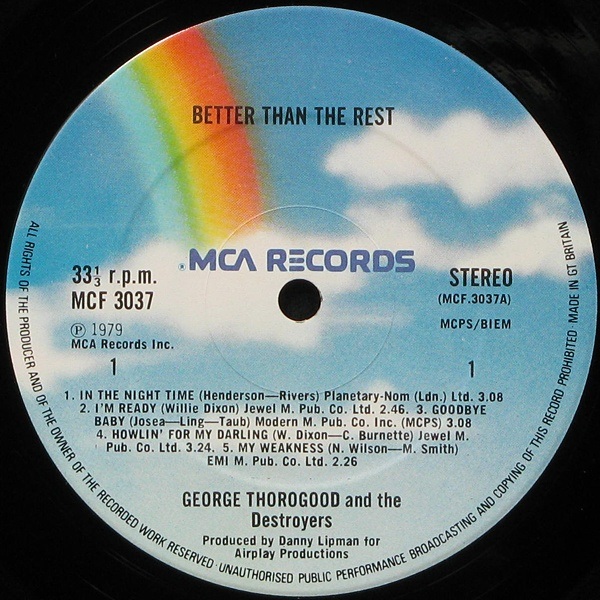 BETTER THAN THE REST
MCA RECORDS
33⅓ r.p.m.
MCF 3037
STEREO
(MCF.3037A)
℗ 1979
MCA Records Inc.
MCPS/BIEM
1
1
1. IN THE NIGHT TIME (Henderson—Rivers) Planetary-Nom (Ldn.) Ltd. 3.08
2. I'M READY (Willie Dixon) Jewel M. Pub. Co. Ltd. 2.46. 3. GOODBYE
BABY (Josea—Ling—Taub) Modern M. Pub. Co. Inc. (MCPS) 3.08
4. HOWLIN' FOR MY DARLING (W. Dixon—C. Burnette) Jewel M.
Pub. Co. Ltd. 3.24. 5. MY WEAKNESS (N. Wilson—M. Smith)
EMI M. Pub. Co. Ltd. 2.26
GEORGE THOROGOOD and the
Destroyers
Produced by Danny Lipman for
Airplay Productions
ALL RIGHTS OF THE PRODUCER AND OF THE OWNER OF THE RECORDED WORK RESERVED · UNAUTHORISED PUBLIC PERFORMANCE BROADCASTING AND COPYING OF THIS RECORD PROHIBITED · MADE IN GT BRITAIN